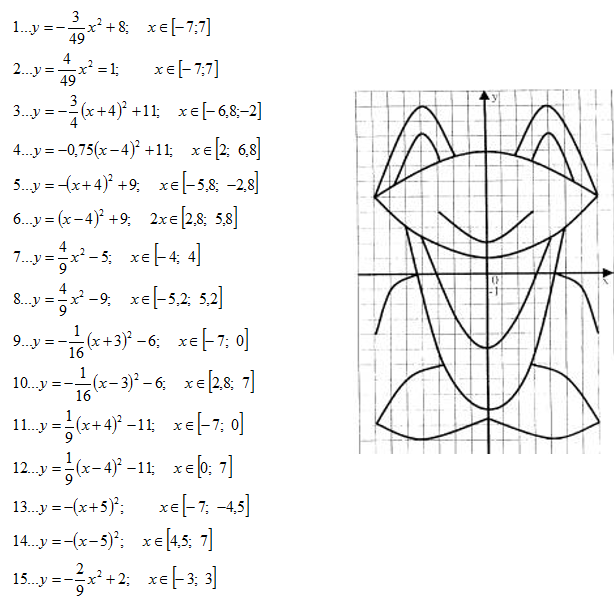 1...y = -3/49 x² + 8; x ∈ [-7;7]
2...y = 4/49 x² = 1; x ∈ [-7;7]
3...y = -3/4 (x+4)² + 11; x ∈ [-6,8;-2]
4...y = -0,75(x-4)² + 11; x ∈ [2; 6,8]
5...y = -(x+4)² + 9; x ∈ [-5,8; -2,8]
6...y = (x-4)² + 9; 2x ∈ [2,8; 5,8]
7...y = 4/9 x² - 5; x ∈ [-4; 4]
8...y = 4/9 x² - 9; x ∈ [-5,2; 5,2]
9...y = -1/16 (x+3)² - 6; x ∈ [-7; 0]
10...y = -1/16 (x-3)² - 6; x ∈ [2,8; 7]
11...y = 1/9 (x+4)² - 11; x ∈ [-7; 0]
12...y = 1/9 (x-4)² - 11; x ∈ [0; 7]
13...y = -(x+5)²; x ∈ [-7; -4,5]
14...y = -(x-5)²; x ∈ [4,5; 7]
15...y = -2/9 x² + 2; x ∈ [-3; 3]
y
0
-1
x